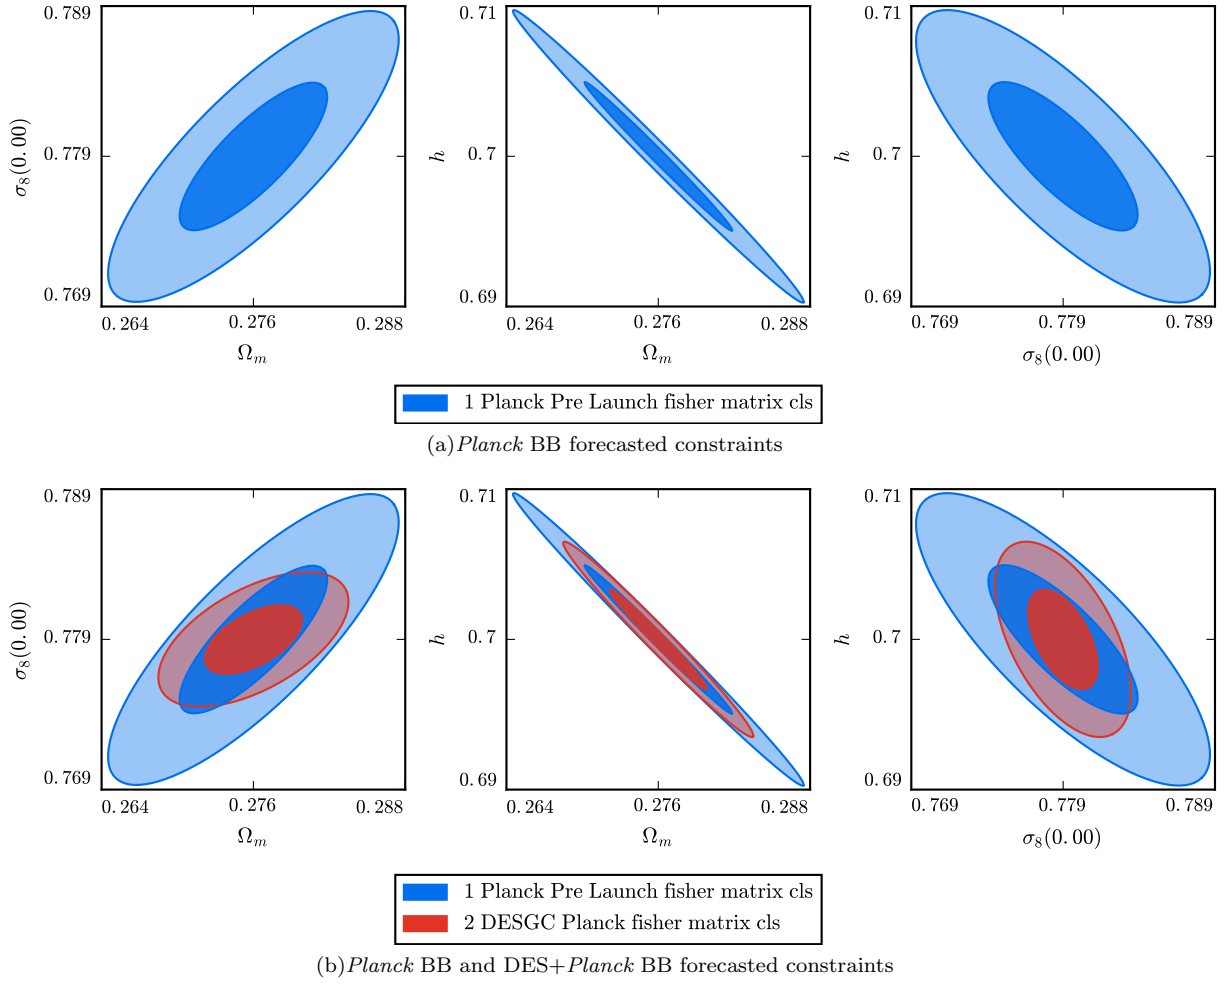 0.789
0.779
0.769
σ₈(0.00)
0.264
0.276
0.288
Ωₘ
0.71
0.7
0.69
h
0.264
0.276
0.288
Ωₘ
0.71
0.7
0.69
h
0.769
0.779
0.789
σ₈(0.00)
1 Planck Pre Launch fisher matrix cls
(a)Planck BB forecasted constraints
0.789
0.779
0.769
σ₈(0.00)
0.264
0.276
0.288
Ωₘ
0.71
0.7
0.69
h
0.264
0.276
0.288
Ωₘ
0.71
0.7
0.69
h
0.769
0.779
0.789
σ₈(0.00)
1 Planck Pre Launch fisher matrix cls
2 DESGC Planck fisher matrix cls
(b)Planck BB and DES+Planck BB forecasted constraints